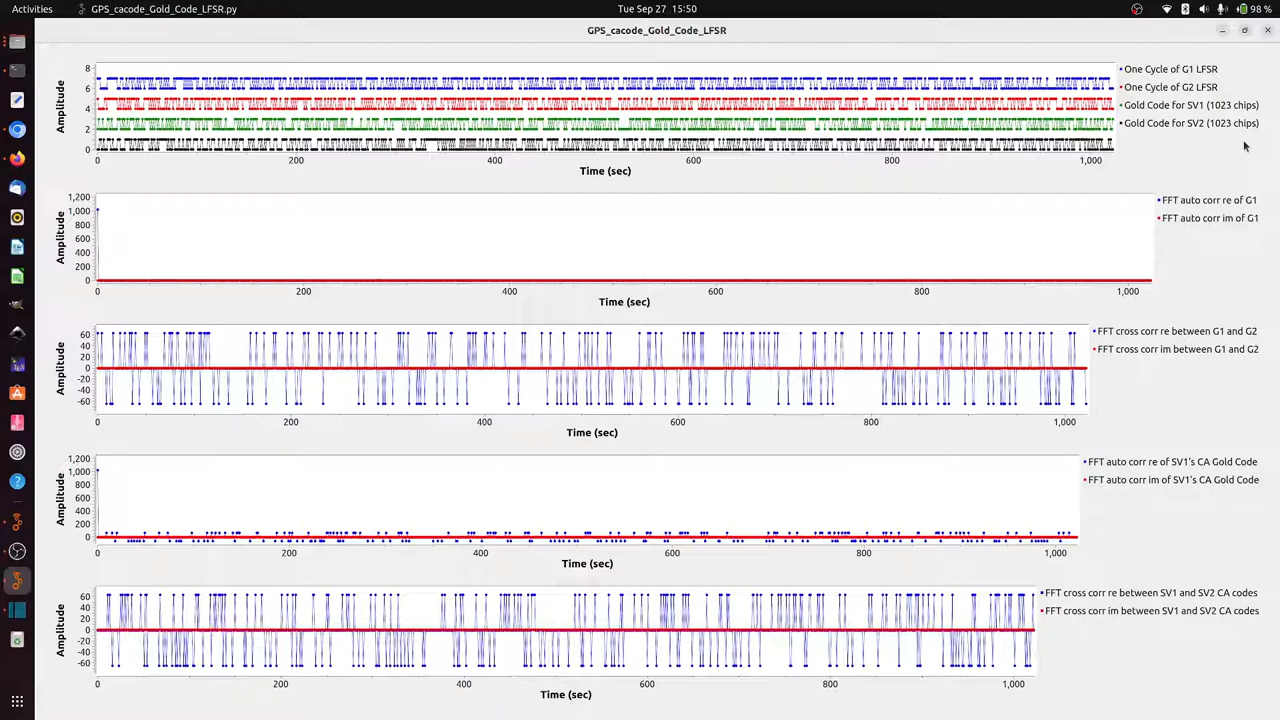 Activities GPS_cacode_Gold_Code_LFSR.py Tue Sep 27 15:50 98 %
GPS_cacode_Gold_Code_LFSR
Amplitude
8
6
4
2
0
0 200 400 600 800 1,000
Time (sec)
One Cycle of G1 LFSR
One Cycle of G2 LFSR
Gold Code for SV1 (1023 chips)
Gold Code for SV2 (1023 chips)
Amplitude
1,200
1,000
800
600
400
200
0
0 200 400 600 800 1,000
Time (sec)
FFT auto corr re of G1
FFT auto corr im of G1
Amplitude
60
40
20
0
-20
-40
-60
0 200 400 600 800 1,000
Time (sec)
FFT cross corr re between G1 and G2
FFT cross corr im between G1 and G2
Amplitude
1,200
1,000
800
600
400
200
0
0 200 400 600 800 1,000
Time (sec)
FFT auto corr re of SV1's CA Gold Code
FFT auto corr im of SV1's CA Gold Code
Amplitude
60
40
20
0
-20
-40
-60
0 200 400 600 800 1,000
Time (sec)
FFT cross corr re between SV1 and SV2 CA codes
FFT cross corr im between SV1 and SV2 CA codes